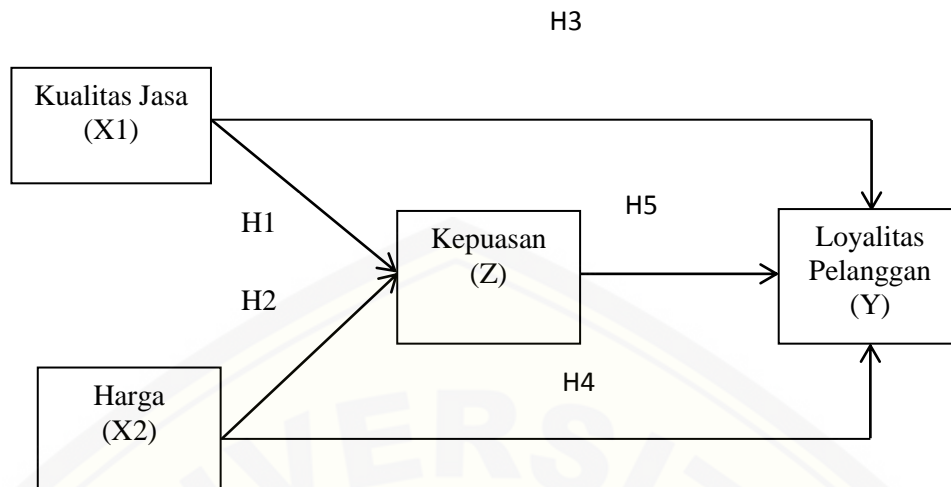 H3
Kualitas Jasa
(X1)
H1
H5
Kepuasan
(Z)
Loyalitas
Pelanggan
(Y)
H2
H4
Harga
(X2)